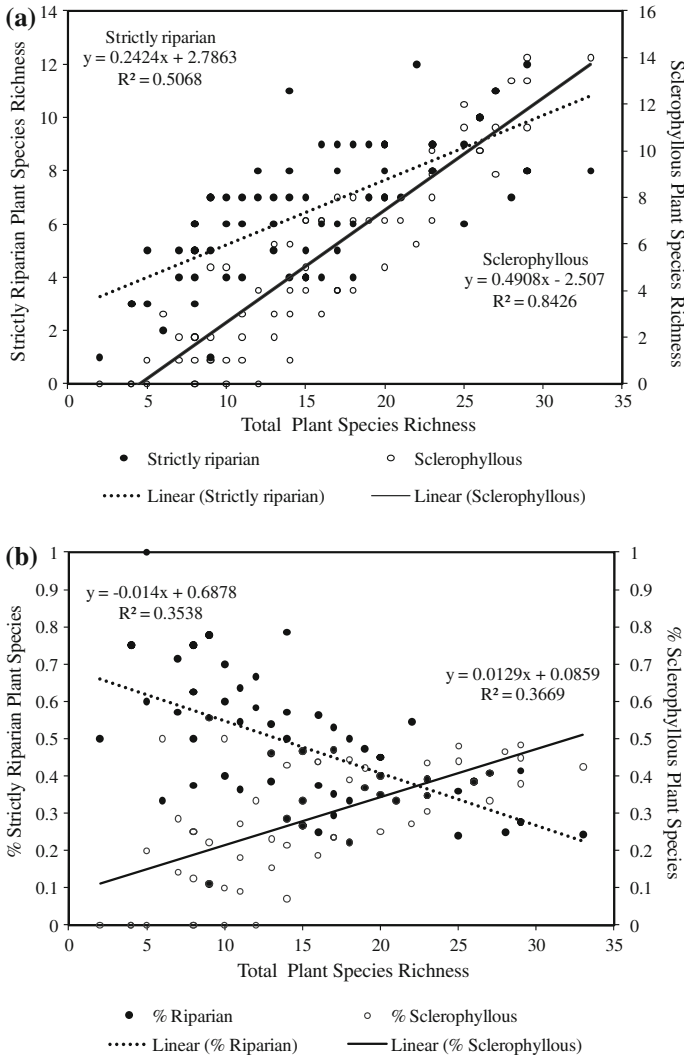 (a)
14
12
10
8
6
4
2
0
Strictly Riparian Plant Species Richness
Strictly riparian
y = 0.2424x + 2.7863
R² = 0.5068
Sclerophyllous
y = 0.4908x - 2.507
R² = 0.8426
16
14
12
10
8
6
4
2
0
Sclerophyllous Plant Species Richness
0 5 10 15 20 25 30 35
Total Plant Species Richness
Strictly riparian Sclerophyllous
Linear (Strictly riparian) Linear (Sclerophyllous)
(b)
1
0.9
0.8
0.7
0.6
0.5
0.4
0.3
0.2
0.1
0
% Strictly Riparian Plant Species
y = -0.014x + 0.6878
R² = 0.3538
y = 0.0129x + 0.0859
R² = 0.3669
1
0.9
0.8
0.7
0.6
0.5
0.4
0.3
0.2
0.1
0
% Sclerophyllous Plant Species
0 5 10 15 20 25 30 35
Total Plant Species Richness
% Riparian % Sclerophyllous
Linear (% Riparian) Linear (% Sclerophyllous)